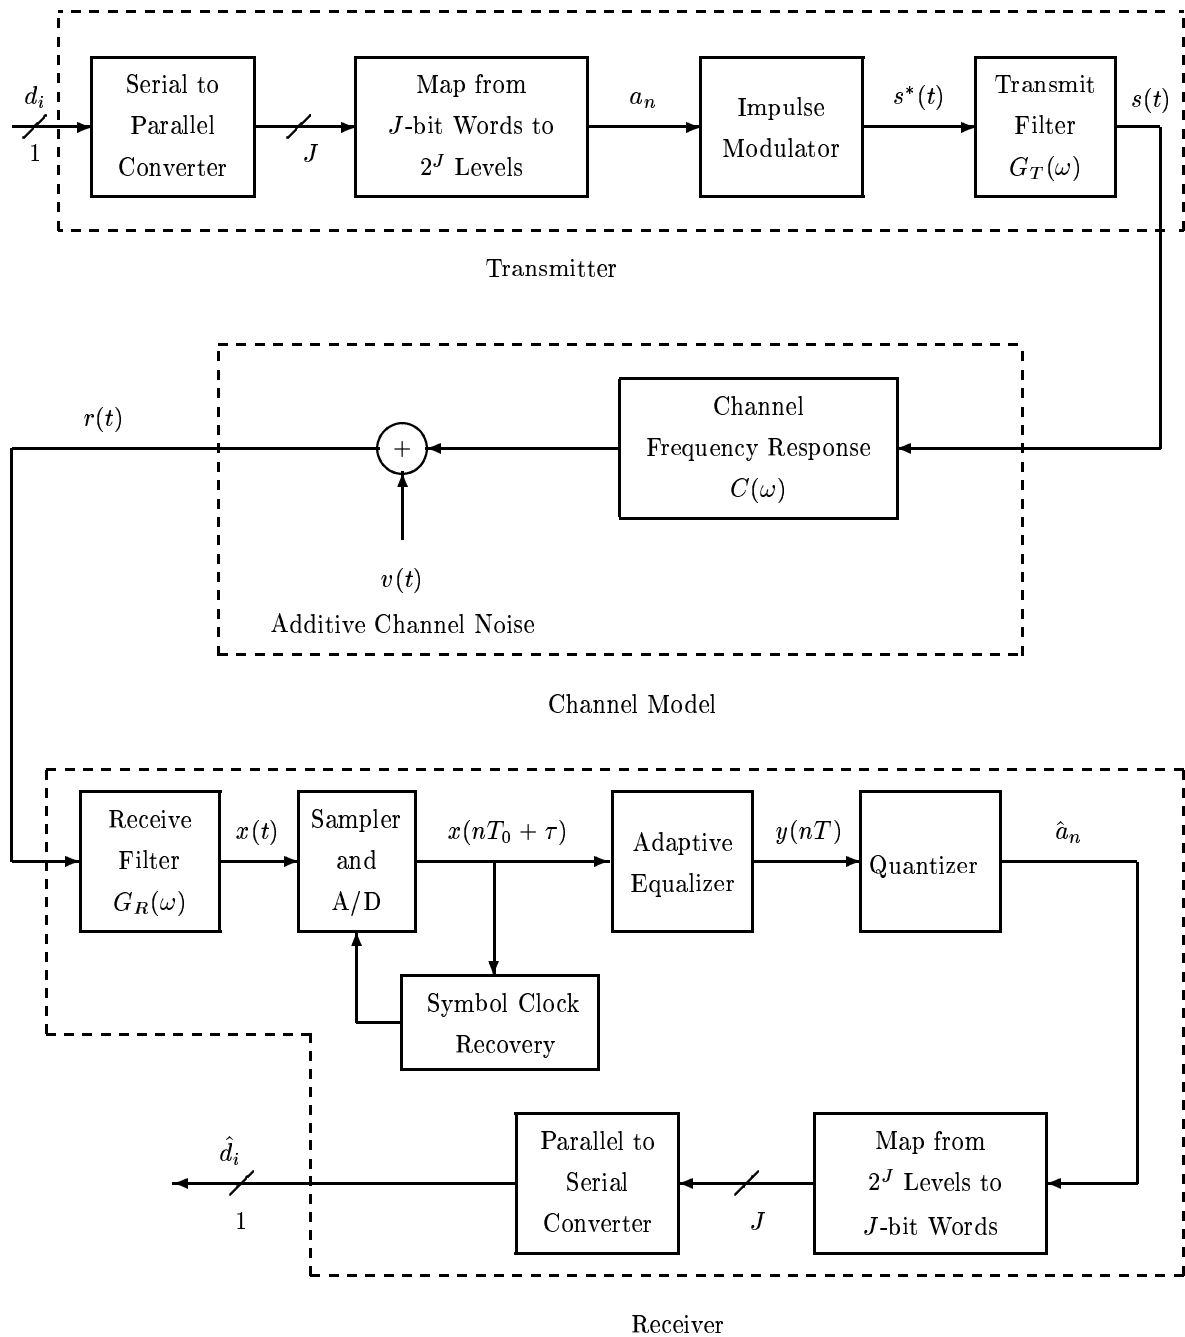 d_i
1
Serial to
Parallel
Converter
J
Map from
J-bit Words to
2^J Levels
a_n
Impulse
Modulator
s*(t)
Transmit
Filter
G_T(ω)
s(t)
Transmitter
Channel
Frequency Response
C(ω)
+
v(t)
Additive Channel Noise
r(t)
Channel Model
Receive
Filter
G_R(ω)
x(t)
Sampler
and
A/D
x(nT_0 + τ)
Adaptive
Equalizer
y(nT)
Quantizer
â_n
Symbol Clock
Recovery
Map from
2^J Levels to
J-bit Words
J
Parallel to
Serial
Converter
d̂_i
1
Receiver